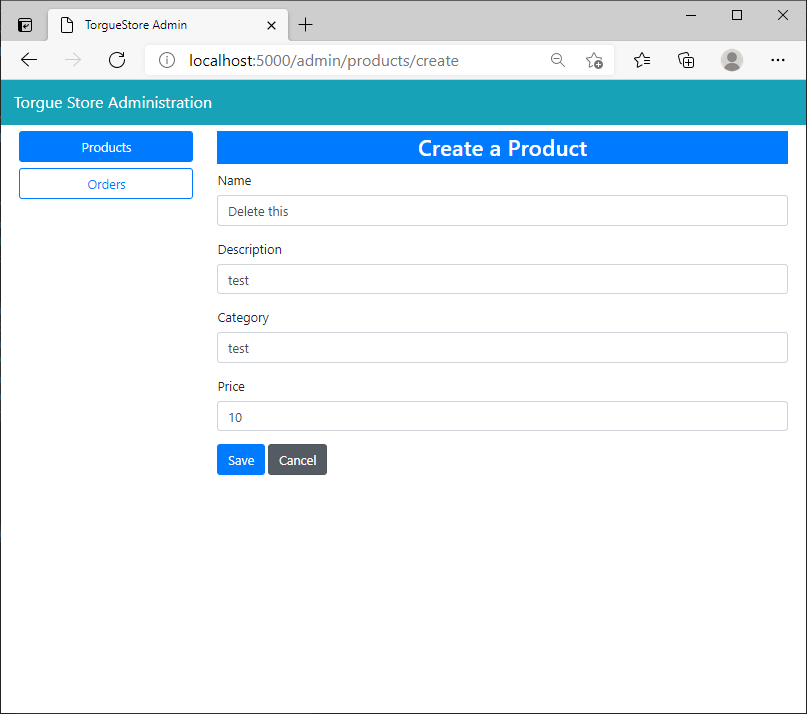 TorgueStore Admin
localhost:5000/admin/products/create
Torgue Store Administration
Products
Orders
Create a Product
Name
Delete this
Description
test
Category
test
Price
10
Save Cancel